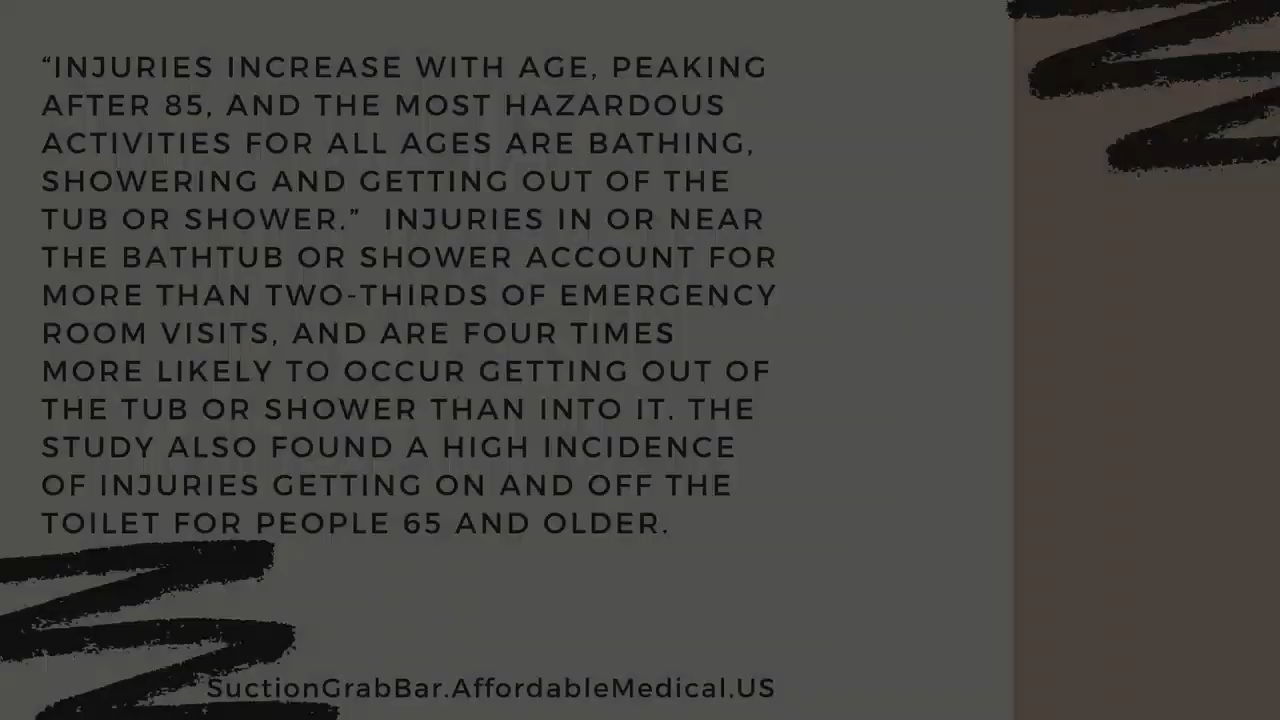 “INJURIES INCREASE WITH AGE, PEAKING
AFTER 85, AND THE MOST HAZARDOUS
ACTIVITIES FOR ALL AGES ARE BATHING,
SHOWERING AND GETTING OUT OF THE
TUB OR SHOWER.”  INJURIES IN OR NEAR
THE BATHTUB OR SHOWER ACCOUNT FOR
MORE THAN TWO-THIRDS OF EMERGENCY
ROOM VISITS, AND ARE FOUR TIMES
MORE LIKELY TO OCCUR GETTING OUT OF
THE TUB OR SHOWER THAN INTO IT. THE
STUDY ALSO FOUND A HIGH INCIDENCE
OF INJURIES GETTING ON AND OFF THE
TOILET FOR PEOPLE 65 AND OLDER.
SuctionGrabBar.AffordableMedical.US